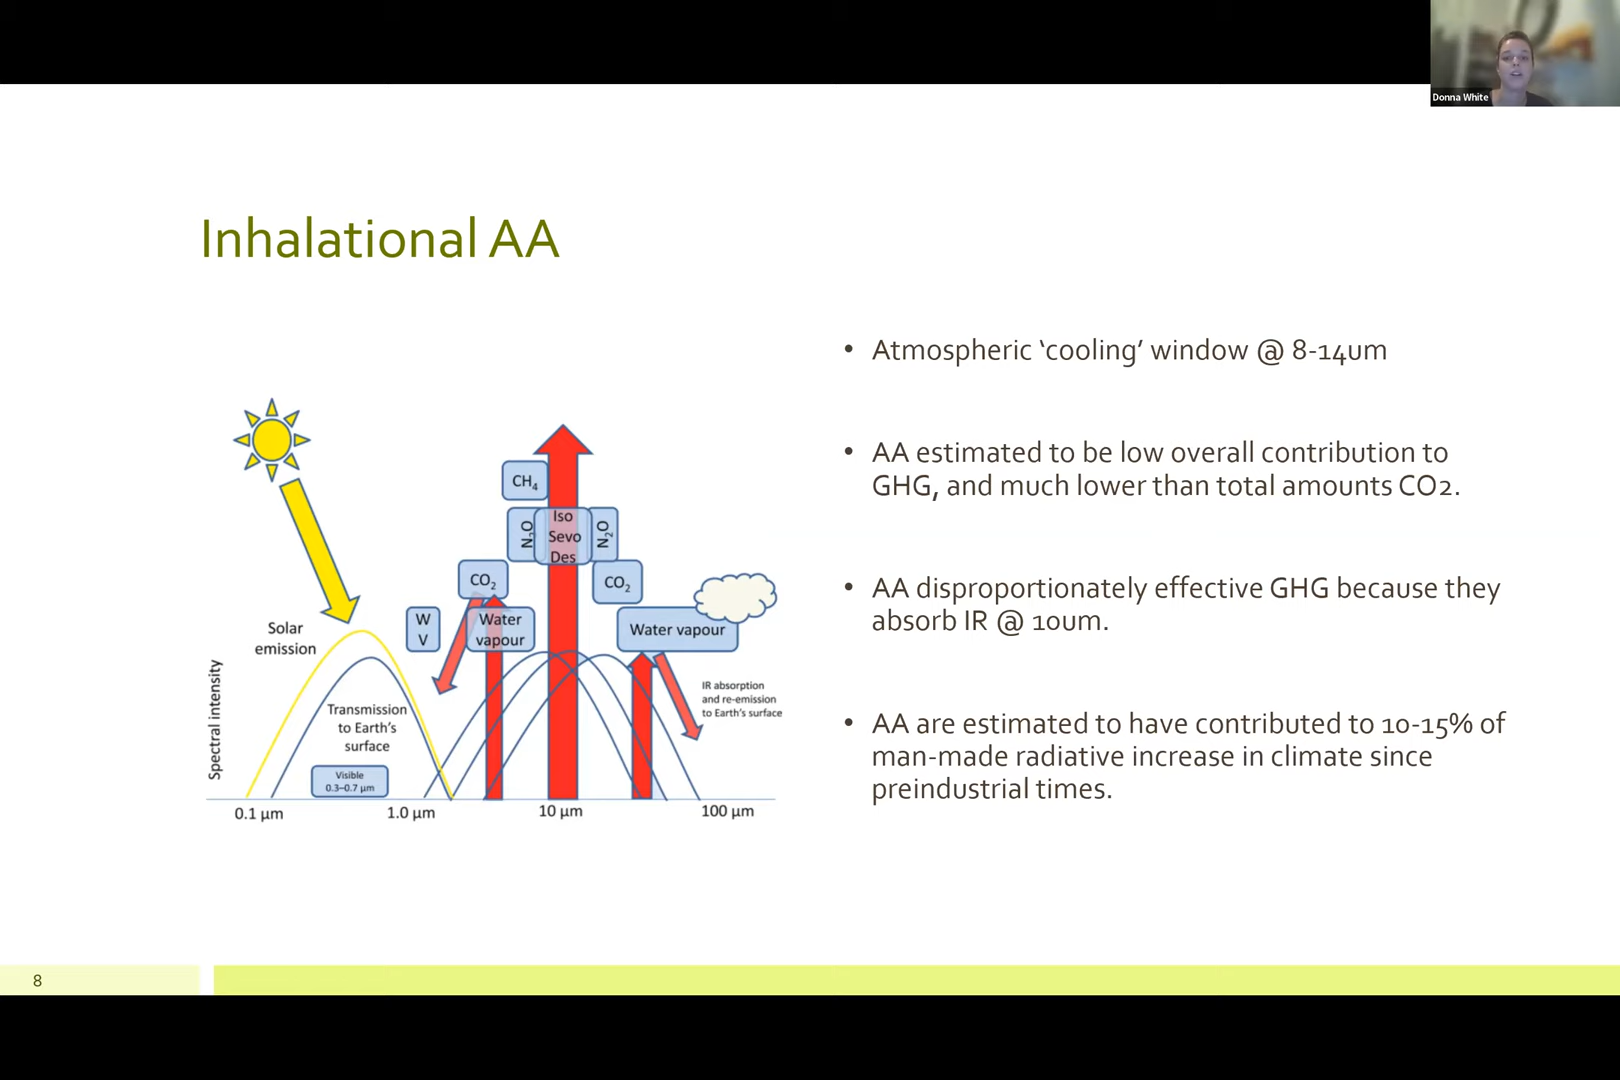 Donna White
Inhalational AA
• Atmospheric ‘cooling’ window @ 8-14um
• AA estimated to be low overall contribution to
GHG, and much lower than total amounts CO2.
• AA disproportionately effective GHG because they
absorb IR @ 10um.
• AA are estimated to have contributed to 10-15% of
man-made radiative increase in climate since
preindustrial times.
CH₄
N₂O
Iso
Sevo
Des
N₂O
CO₂
CO₂
W
V
Water
vapour
Water vapour
Solar
emission
Spectral intensity
Transmission
to Earth's
surface
Visible
0.3–0.7 µm
IR absorption
and re-emission
to Earth's surface
0.1 µm
1.0 µm
10 µm
100 µm
8